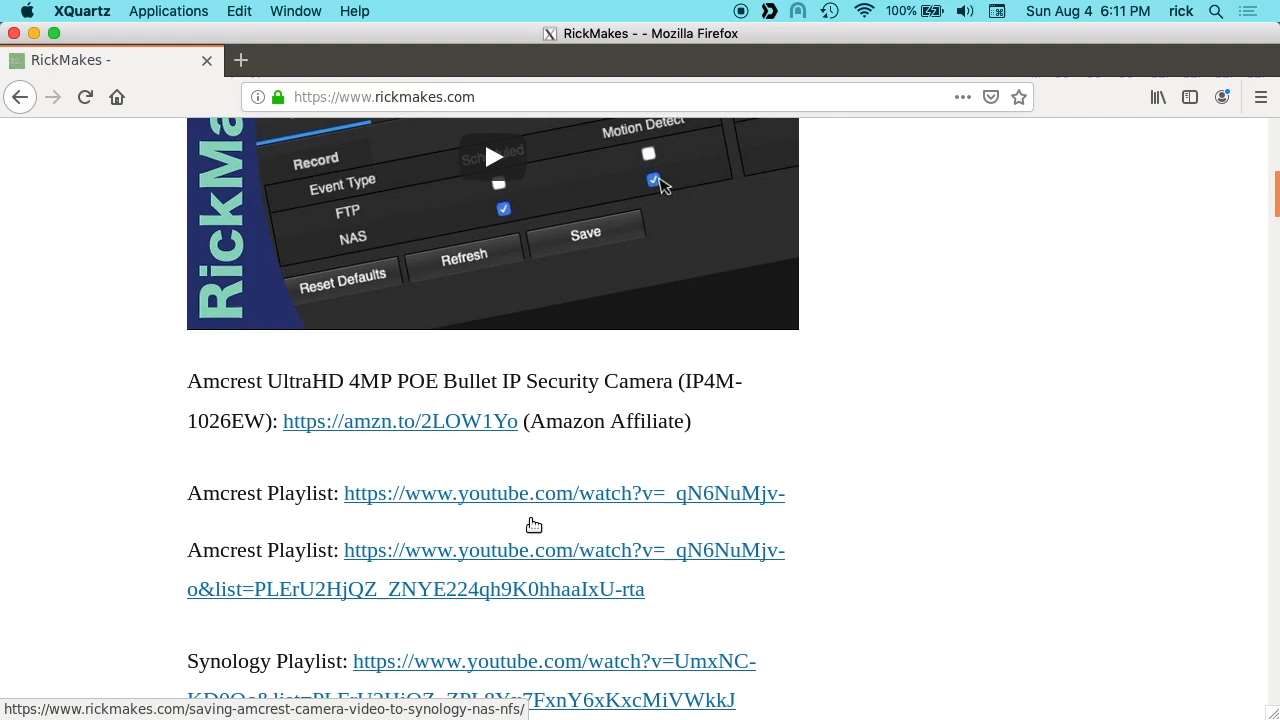 XQuartz Applications Edit Window Help 100% Sun Aug 4 6:11 PM rick
RickMakes - - Mozilla Firefox
RickMakes -
https://www.rickmakes.com
RickMa
Motion Detect
Record Scheduled
Event Type
FTP
NAS
Reset Defaults Refresh Save
Amcrest UltraHD 4MP POE Bullet IP Security Camera (IP4M-
1026EW): https://amzn.to/2LOW1Yo (Amazon Affiliate)
Amcrest Playlist: https://www.youtube.com/watch?v=_qN6NuMjv-
Amcrest Playlist: https://www.youtube.com/watch?v=_qN6NuMjv-
o&list=PLErU2HjQZ_ZNYE224qh9K0hhaaIxU-rta
Synology Playlist: https://www.youtube.com/watch?v=UmxNC-
https://www.rickmakes.com/saving-amcrest-camera-video-to-synology-nas-nfs/